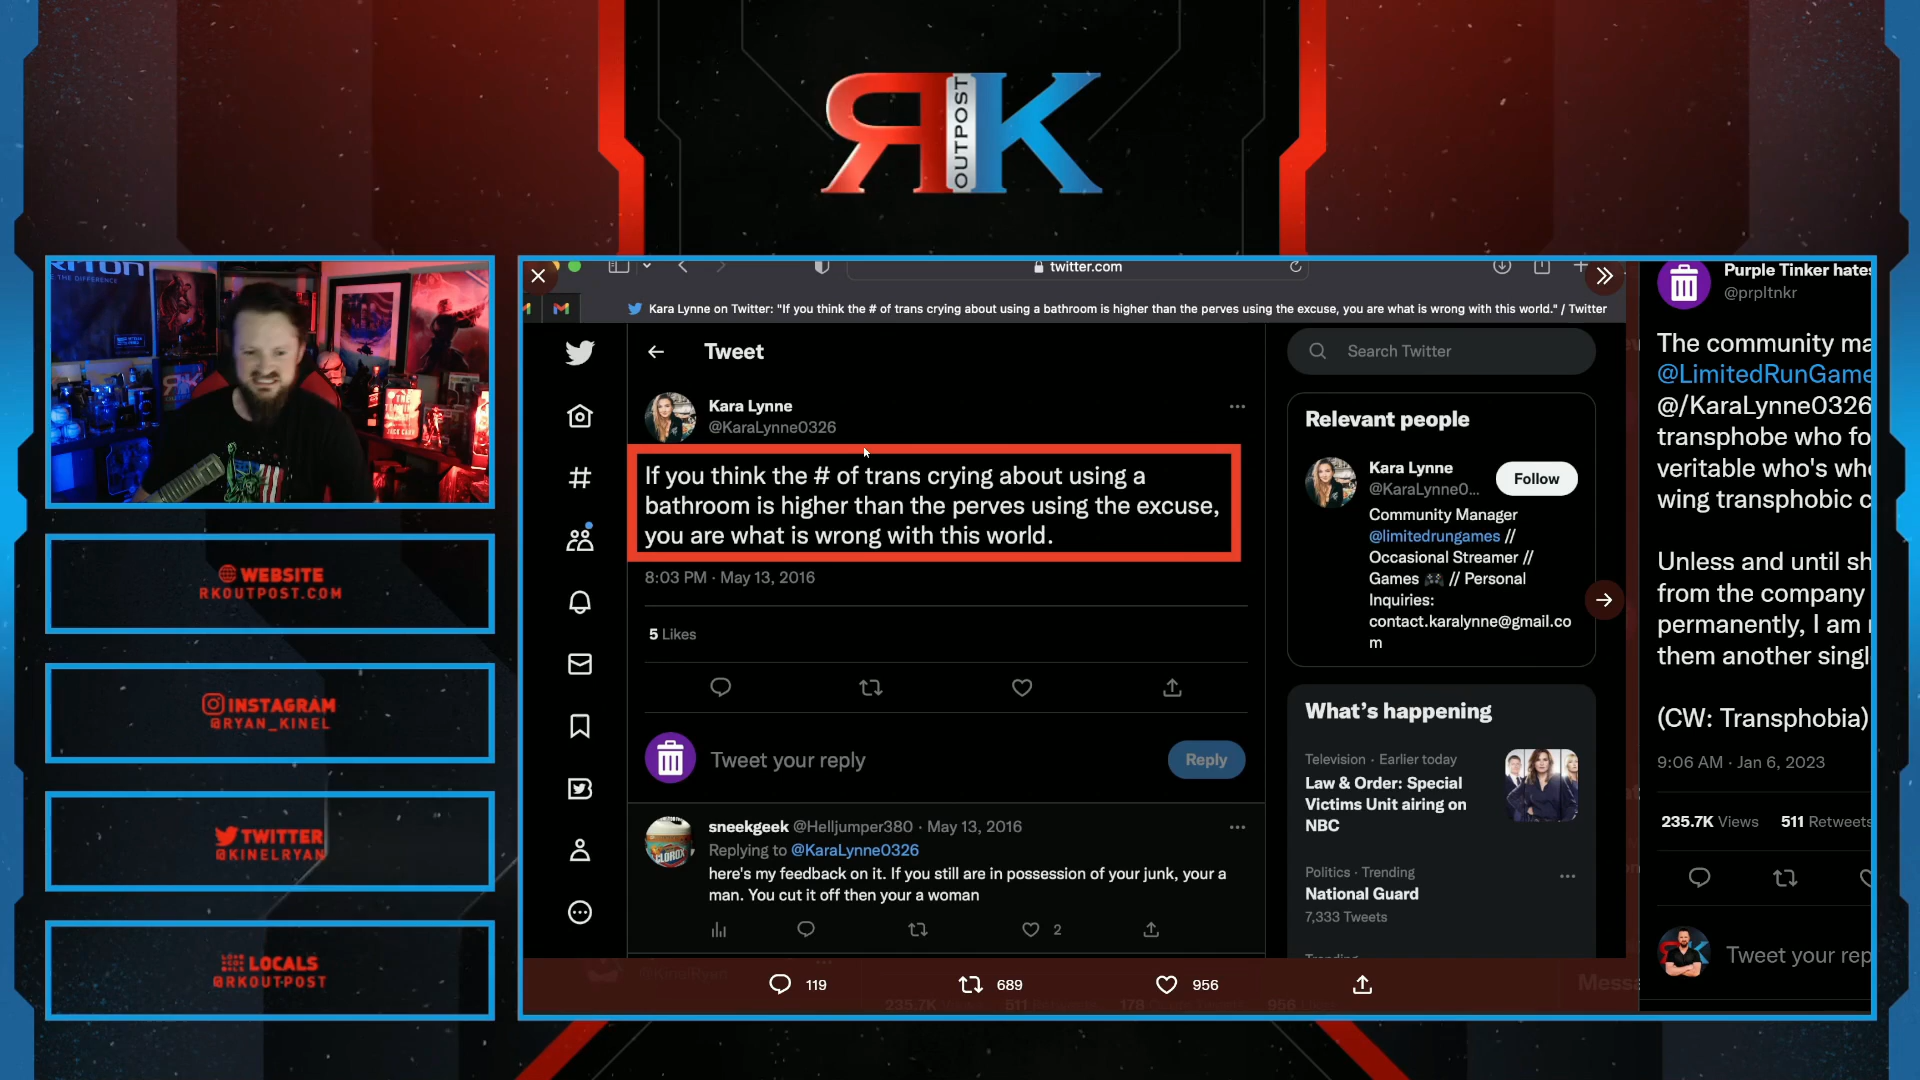 RK
OUTPOST
THE DIFFERENCE
WEBSITE
RKOUTPOST.COM
INSTAGRAM
@RYAN_KINEL
TWITTER
@KINELRYAN
LOCALS
@RKOUTPOST
twitter.com
Kara Lynne on Twitter: "If you think the # of trans crying about using a bathroom is higher than the perves using the excuse, you are what is wrong with this world." / Twitter
Tweet
Search Twitter
Kara Lynne
@KaraLynne0326
If you think the # of trans crying about using a
bathroom is higher than the perves using the excuse,
you are what is wrong with this world.
8:03 PM · May 13, 2016
5 Likes
Tweet your reply
Reply
sneekgeek @Helljumper380 · May 13, 2016
Replying to @KaraLynne0326
here's my feedback on it. If you still are in possession of your junk, your a
man. You cut it off then your a woman
2
CLOROX
Relevant people
Kara Lynne
@KaraLynne0...
Follow
Community Manager
@limitedrungames //
Occasional Streamer //
Games 🎮 // Personal
Inquiries:
contact.karalynne@gmail.co
m
What's happening
Television · Earlier today
Law & Order: Special
Victims Unit airing on
NBC
Politics · Trending
National Guard
7,333 Tweets
119
689
956
Purple Tinker hates
@prpltnkr
The community ma
@LimitedRunGame
@/KaraLynne0326
transphobe who fo
veritable who's who
wing transphobic c
Unless and until sh
from the company
permanently, I am
them another singl
(CW: Transphobia)
9:06 AM · Jan 6, 2023
235.7K Views 511 Retweets
Tweet your rep